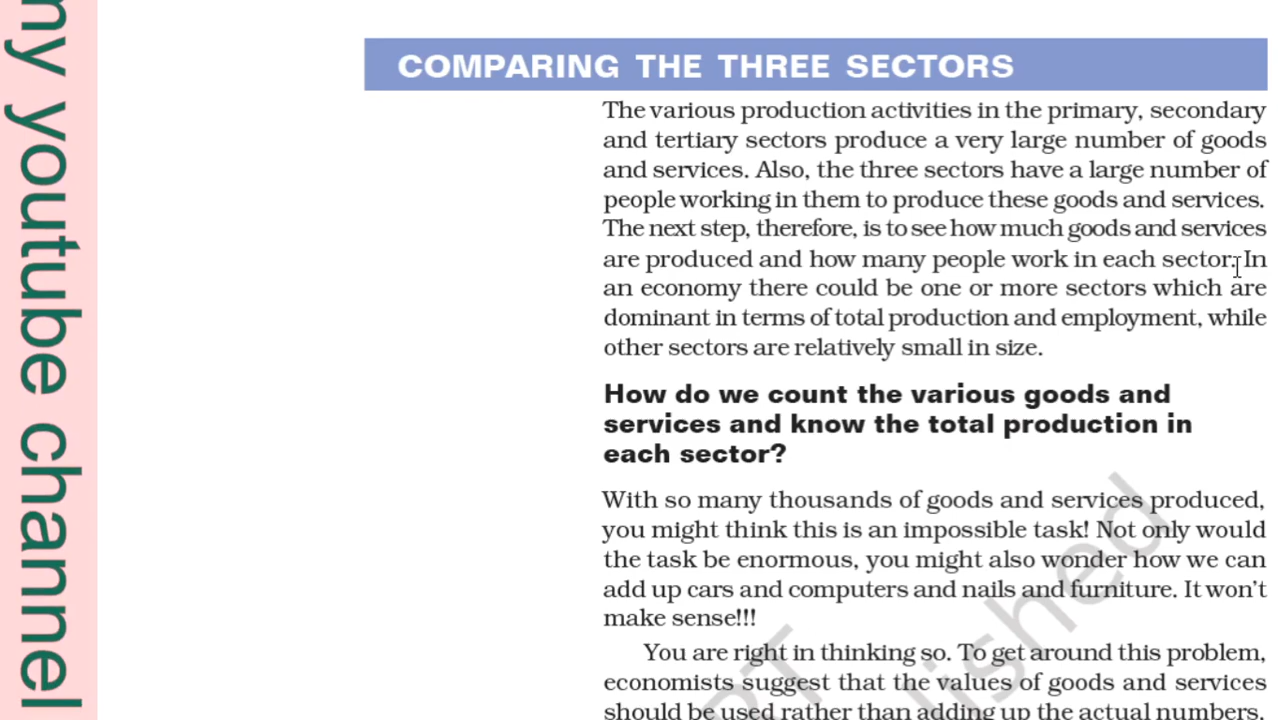 my youtube channel
COMPARING THE THREE SECTORS
The various production activities in the primary, secondary
and tertiary sectors produce a very large number of goods
and services. Also, the three sectors have a large number of
people working in them to produce these goods and services.
The next step, therefore, is to see how much goods and services
are produced and how many people work in each sector. In
an economy there could be one or more sectors which are
dominant in terms of total production and employment, while
other sectors are relatively small in size.
How do we count the various goods and
services and know the total production in
each sector?
With so many thousands of goods and services produced,
you might think this is an impossible task! Not only would
the task be enormous, you might also wonder how we can
add up cars and computers and nails and furniture. It won't
make sense!!!
You are right in thinking so. To get around this problem,
economists suggest that the values of goods and services
should be used rather than adding up the actual numbers.